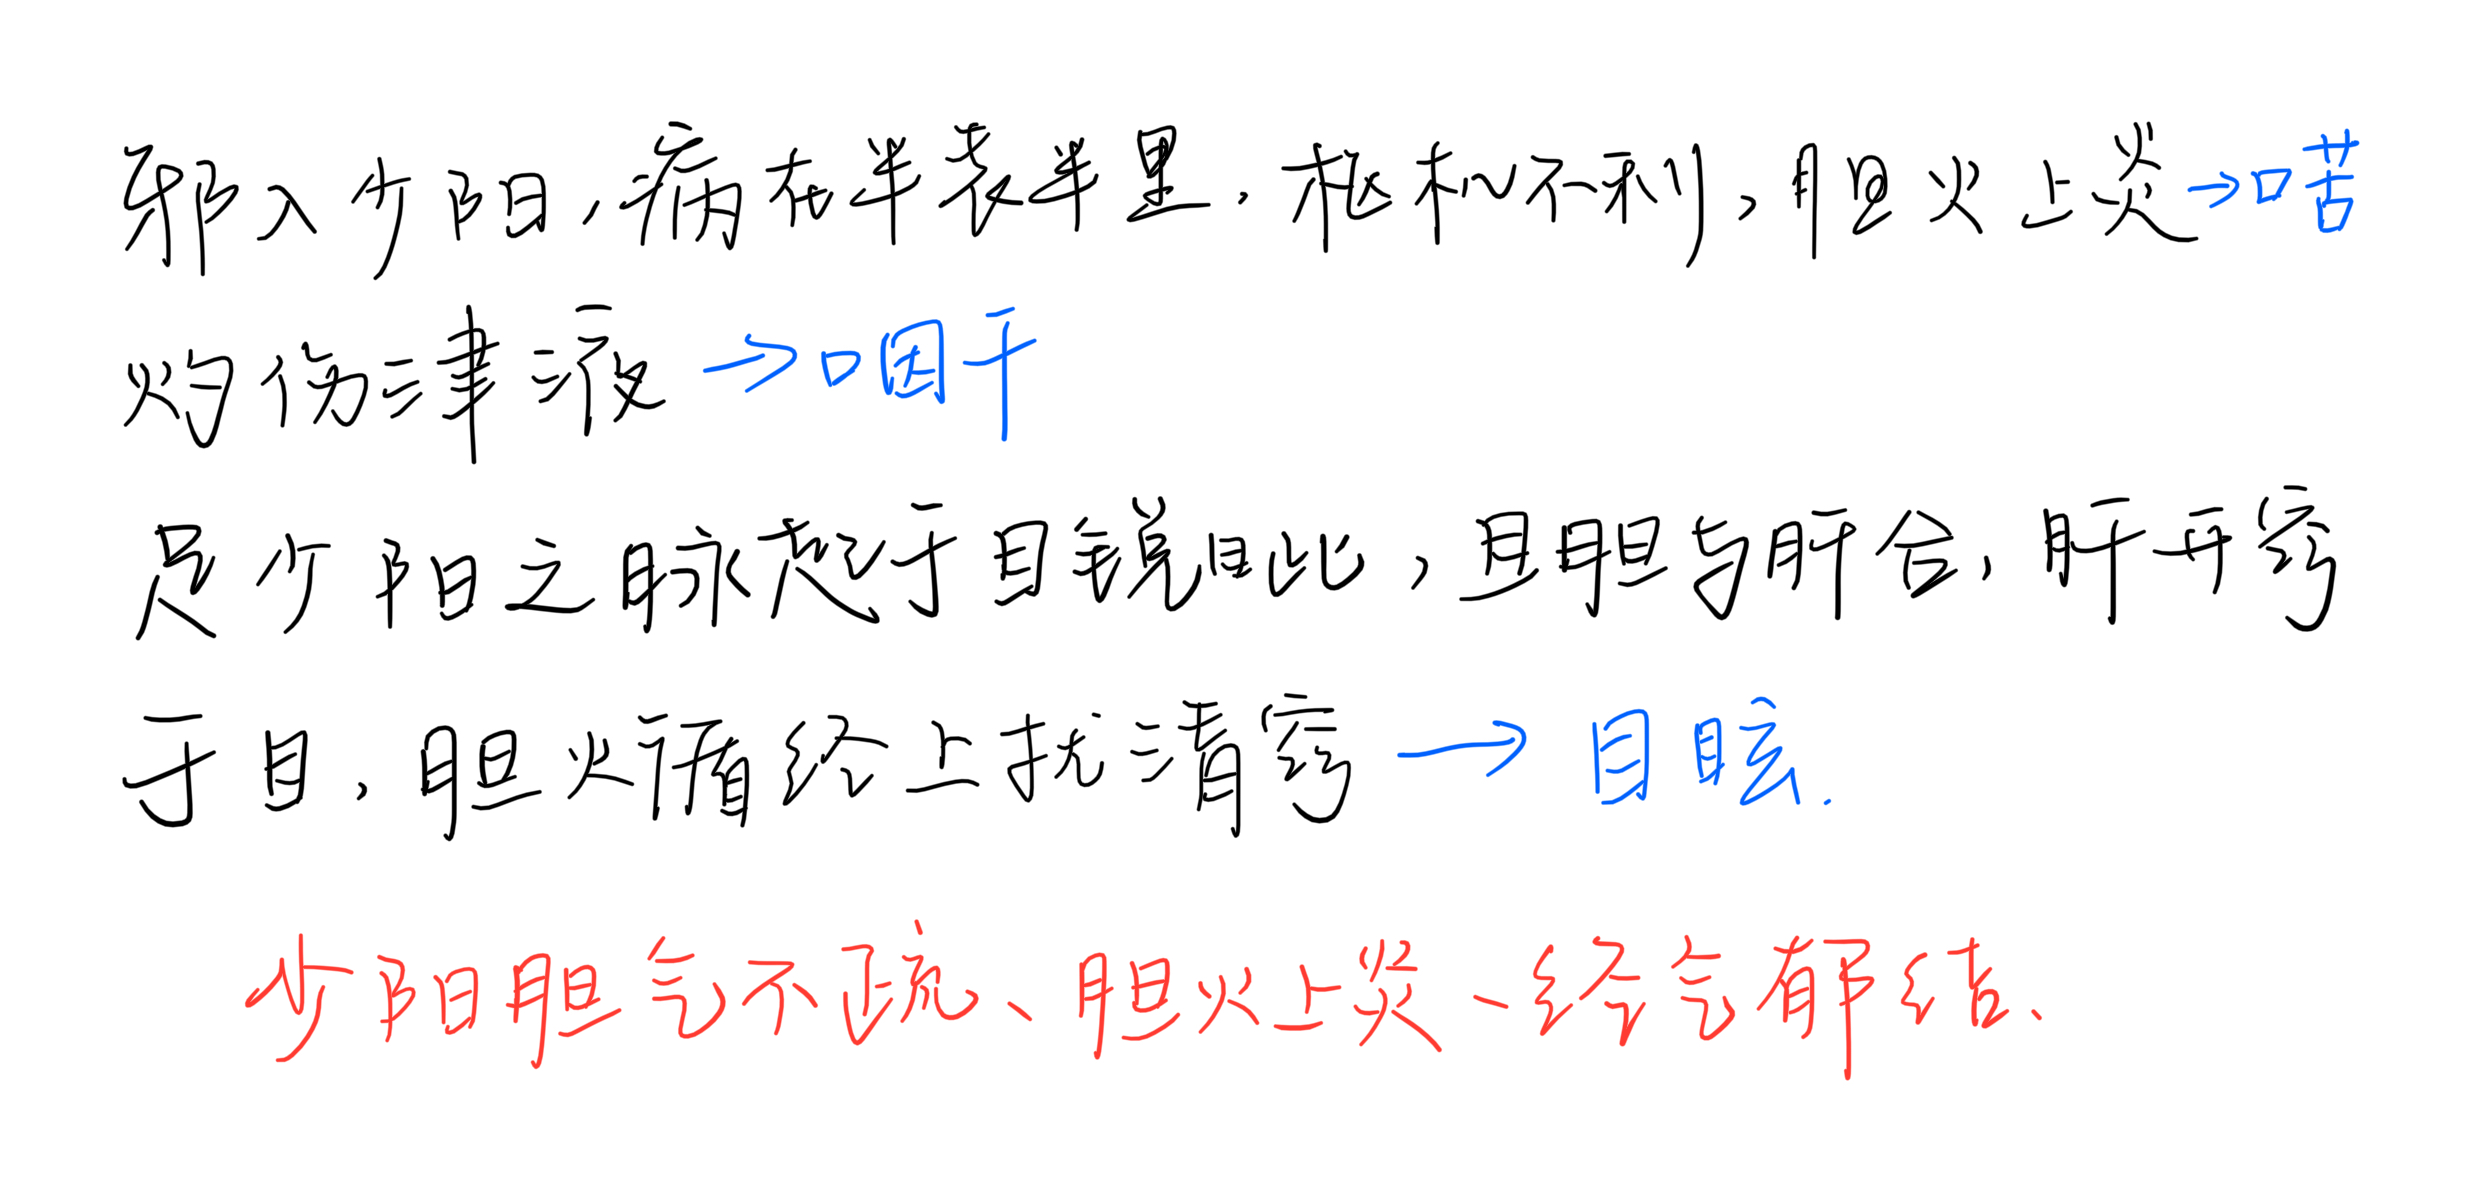 邪入少阳,病在半表半里,枢机不利,胆火上炎→口苦
灼伤津液→咽干
足少阳之脉起于目锐眦,且胆与肝合,肝开窍
于目,胆火循经上扰清窍→目眩.
少阳胆气不疏、胆火上炎-经气郁结、